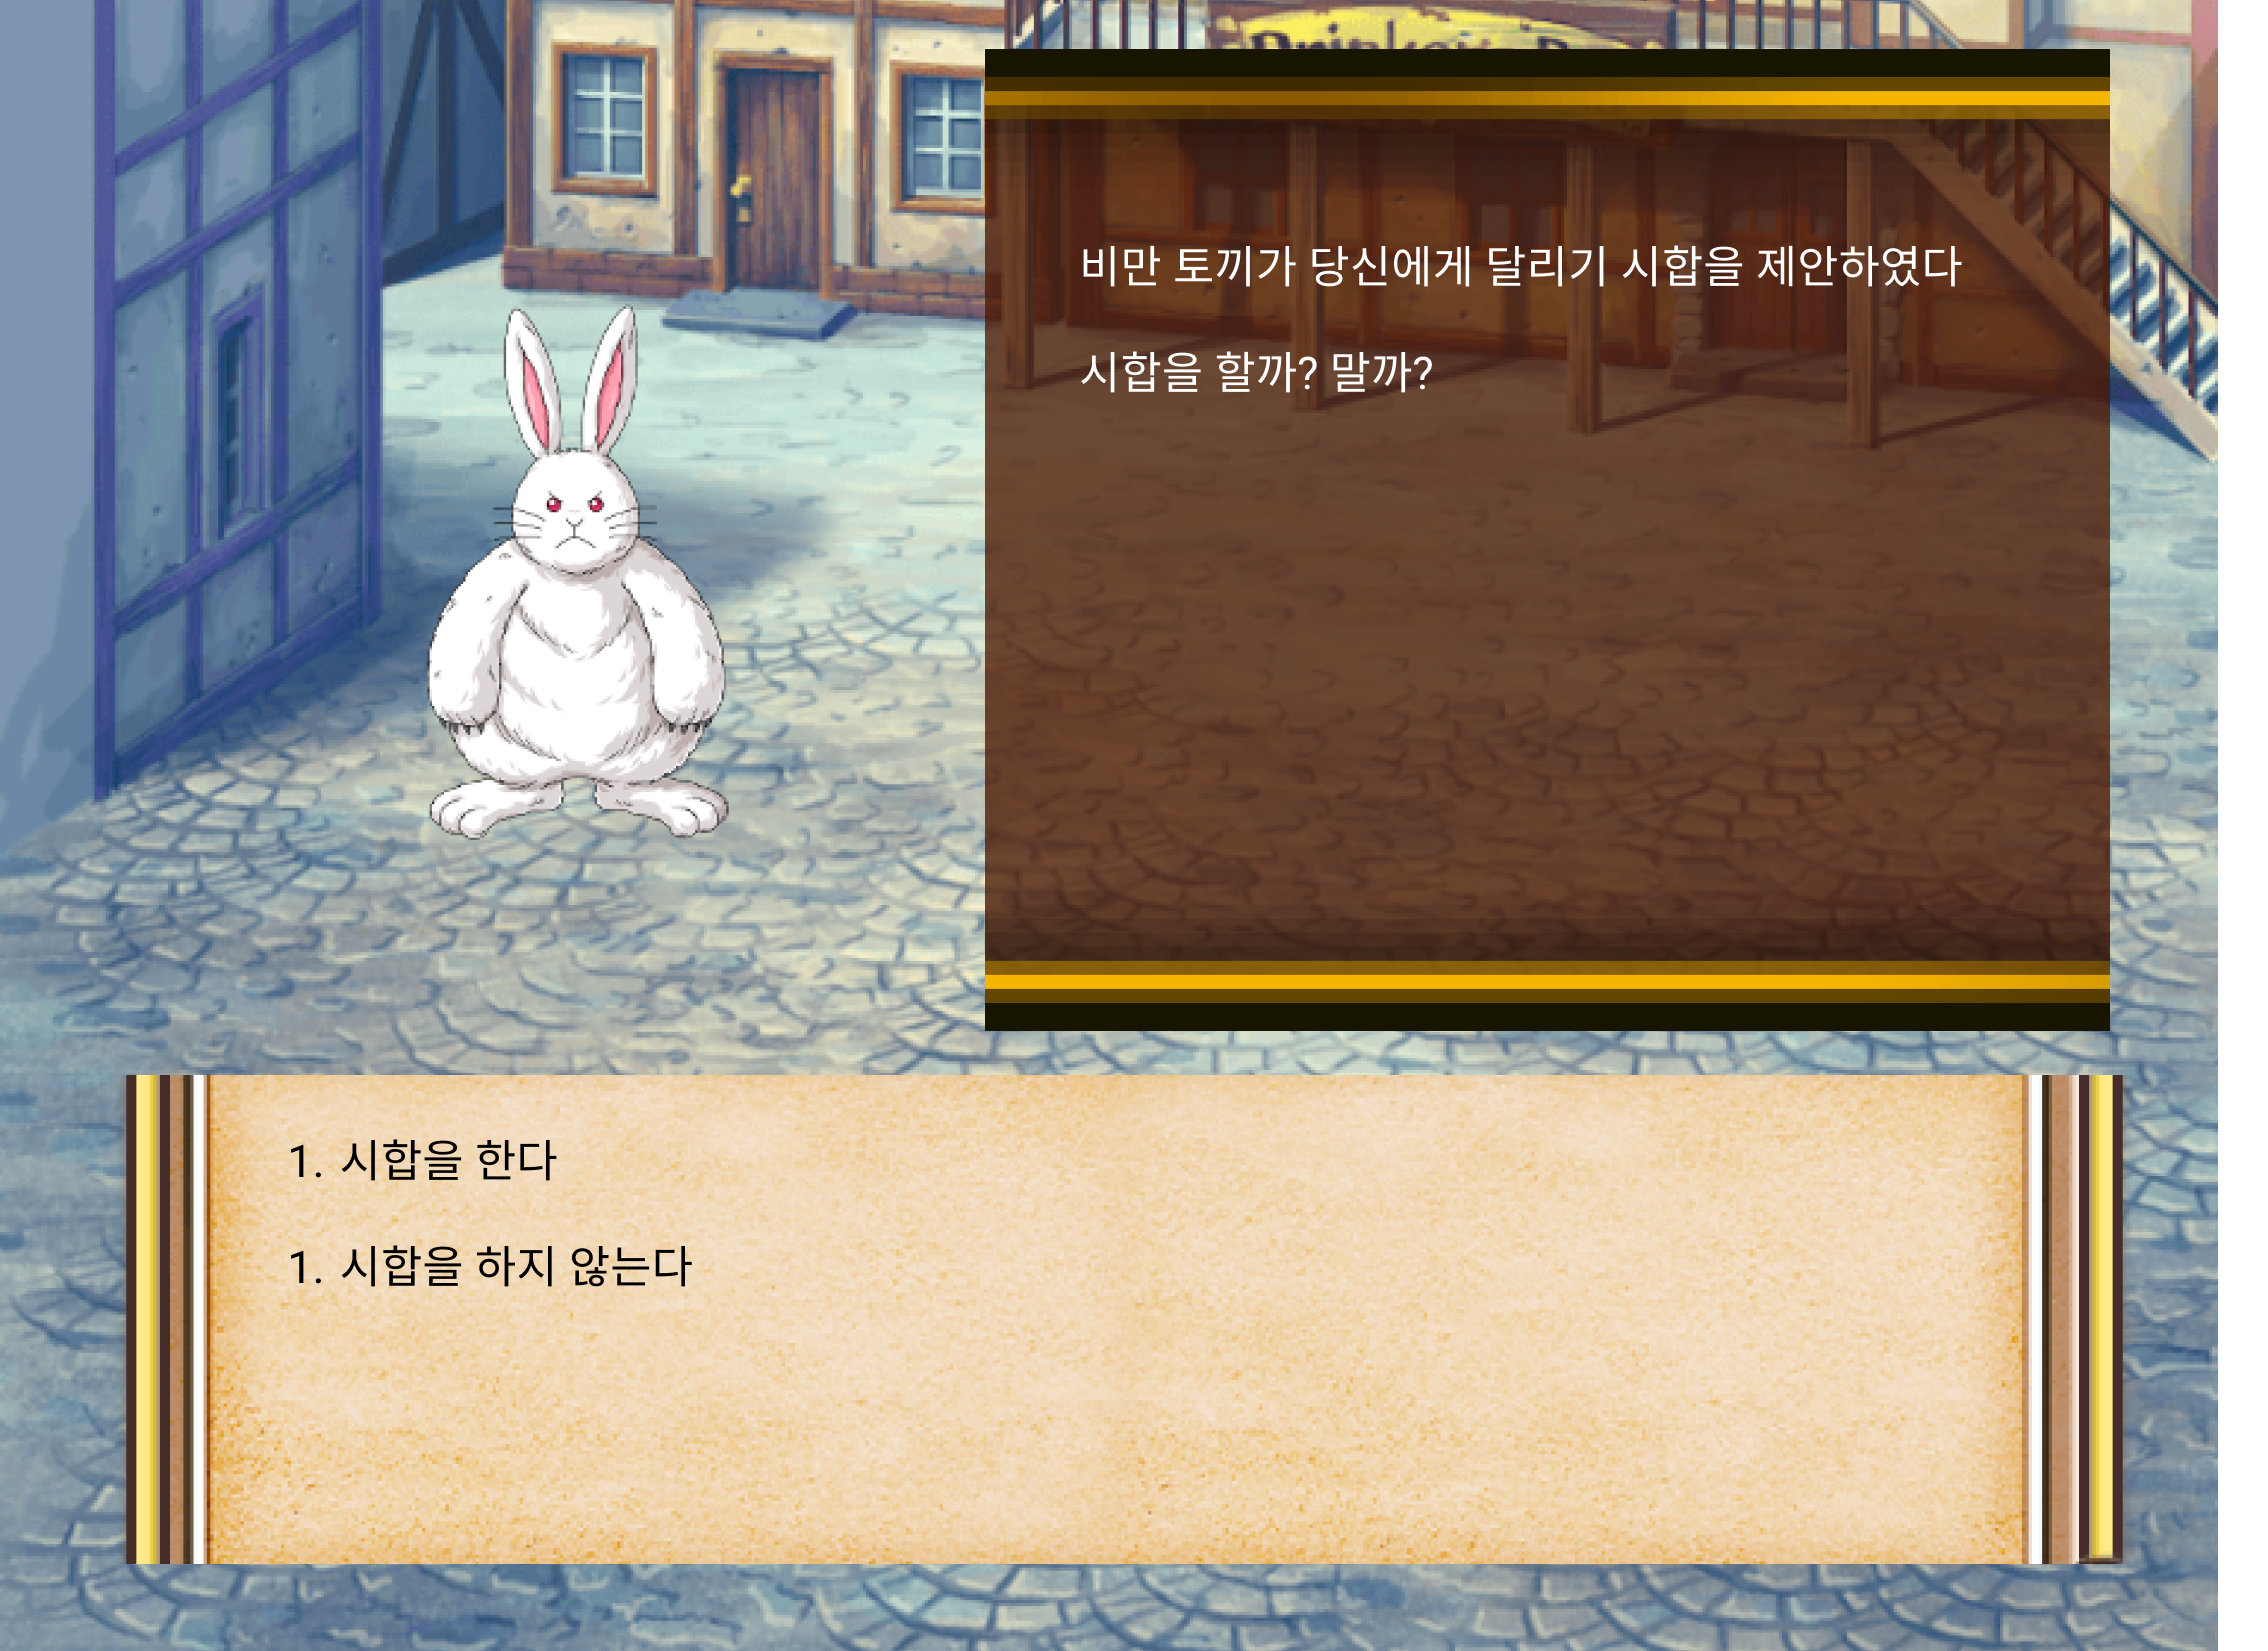 비만 토끼가 당신에게 달리기 시합을 제안하였다
시합을 할까? 말까?
1. 시합을 한다
1. 시합을 하지 않는다